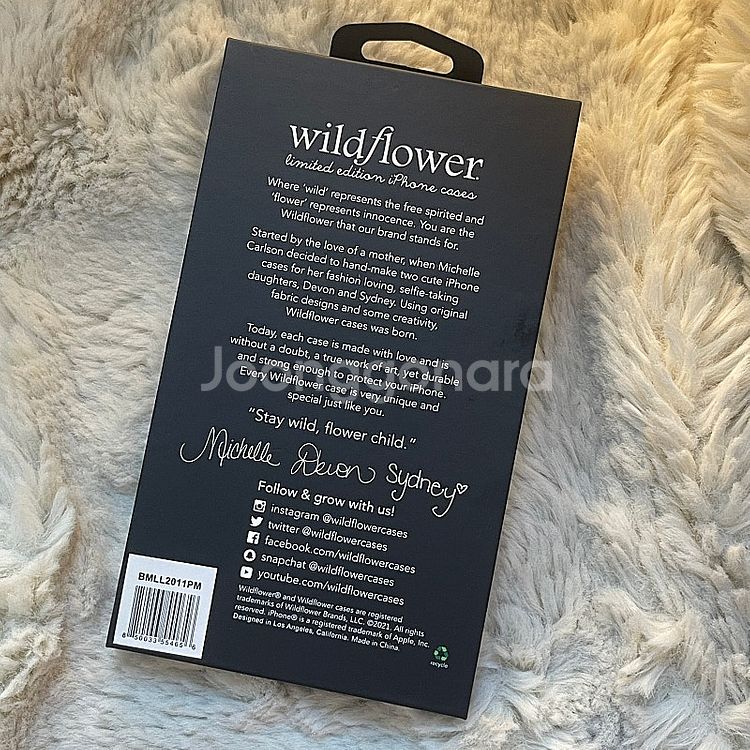 wildflower®
limited edition iPhone cases
Where 'wild' represents the free spirited and
'flower' represents innocence. You are the
Wildflower that our brand stands for.
Started by the love of a mother, when Michelle
Carlson decided to hand-make two cute iPhone
cases for her fashion loving, selfie-taking
daughters, Devon and Sydney. Using original
fabric designs and some creativity,
Wildflower cases was born.
Today, each case is made with love and is
without a doubt, a true work of art, yet durable
and strong enough to protect your iPhone.
Every Wildflower case is very unique and
special just like you.
Joonggonara
"Stay wild, flower child."
Michelle Devon Sydney♡
Follow & grow with us!
instagram @wildflowercases
twitter @wildflowercases
facebook.com/wildflowercases
snapchat @wildflowercases
youtube.com/wildflowercases
Wildflower® and Wildflower cases are registered
trademarks of Wildflower Brands, LLC. ©2021. All rights
reserved. iPhone® is a registered trademark of Apple, Inc.
Designed in Los Angeles, California. Made in China.
recycle
BMLL2011PM
8 50033 55465 6